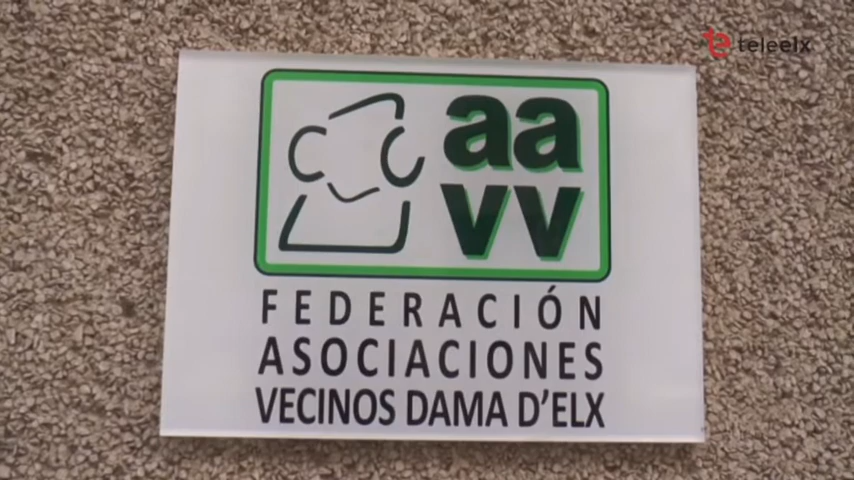 teleelx
aa
vv
FEDERACIÓN
ASOCIACIONES
VECINOS DAMA D'ELX